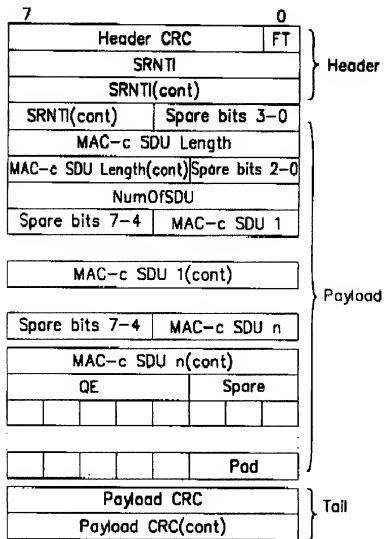 7 0
Header CRC FT
SRNTI
SRNTI(cont)
Header
SRNTI(cont) Spare bits 3-0
MAC-c SDU Length
MAC-c SDU Length(cont) Spare bits 2-0
NumOfSDU
Spare bits 7-4 MAC-c SDU 1
MAC-c SDU 1(cont)
Payload
Spare bits 7-4 MAC-c SDU n
MAC-c SDU n(cont)
QE Spare
Pad
Payload CRC
Tail
Payload CRC(cont)